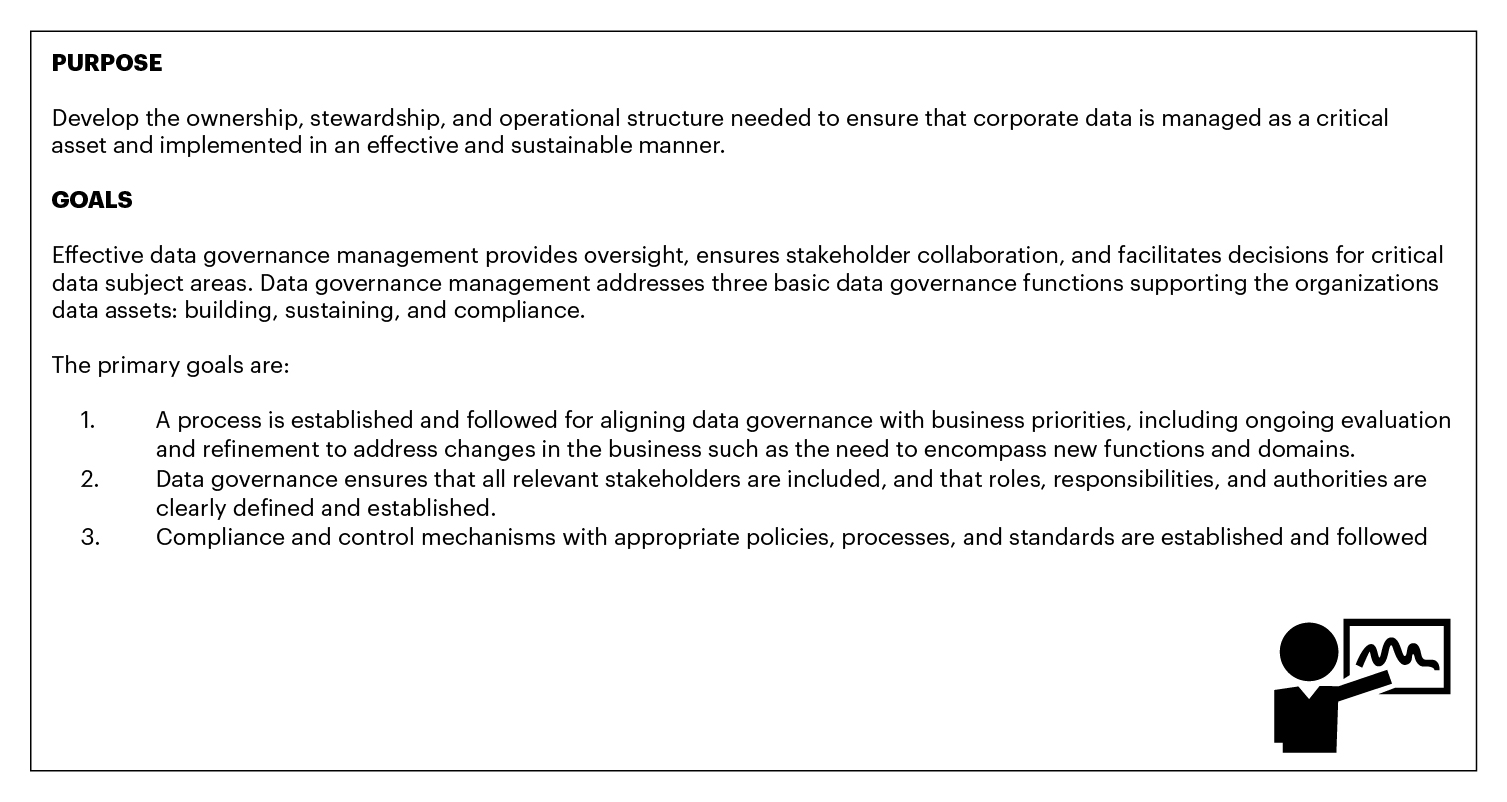 PURPOSE
Develop the ownership, stewardship, and operational structure needed to ensure that corporate data is managed as a critical
asset and implemented in an effective and sustainable manner.
GOALS
Effective data governance management provides oversight, ensures stakeholder collaboration, and facilitates decisions for critical
data subject areas. Data governance management addresses three basic data governance functions supporting the organizations
data assets: building, sustaining, and compliance.
The primary goals are:
1. A process is established and followed for aligning data governance with business priorities, including ongoing evaluation
and refinement to address changes in the business such as the need to encompass new functions and domains.
2. Data governance ensures that all relevant stakeholders are included, and that roles, responsibilities, and authorities are
clearly defined and established.
3. Compliance and control mechanisms with appropriate policies, processes, and standards are established and followed